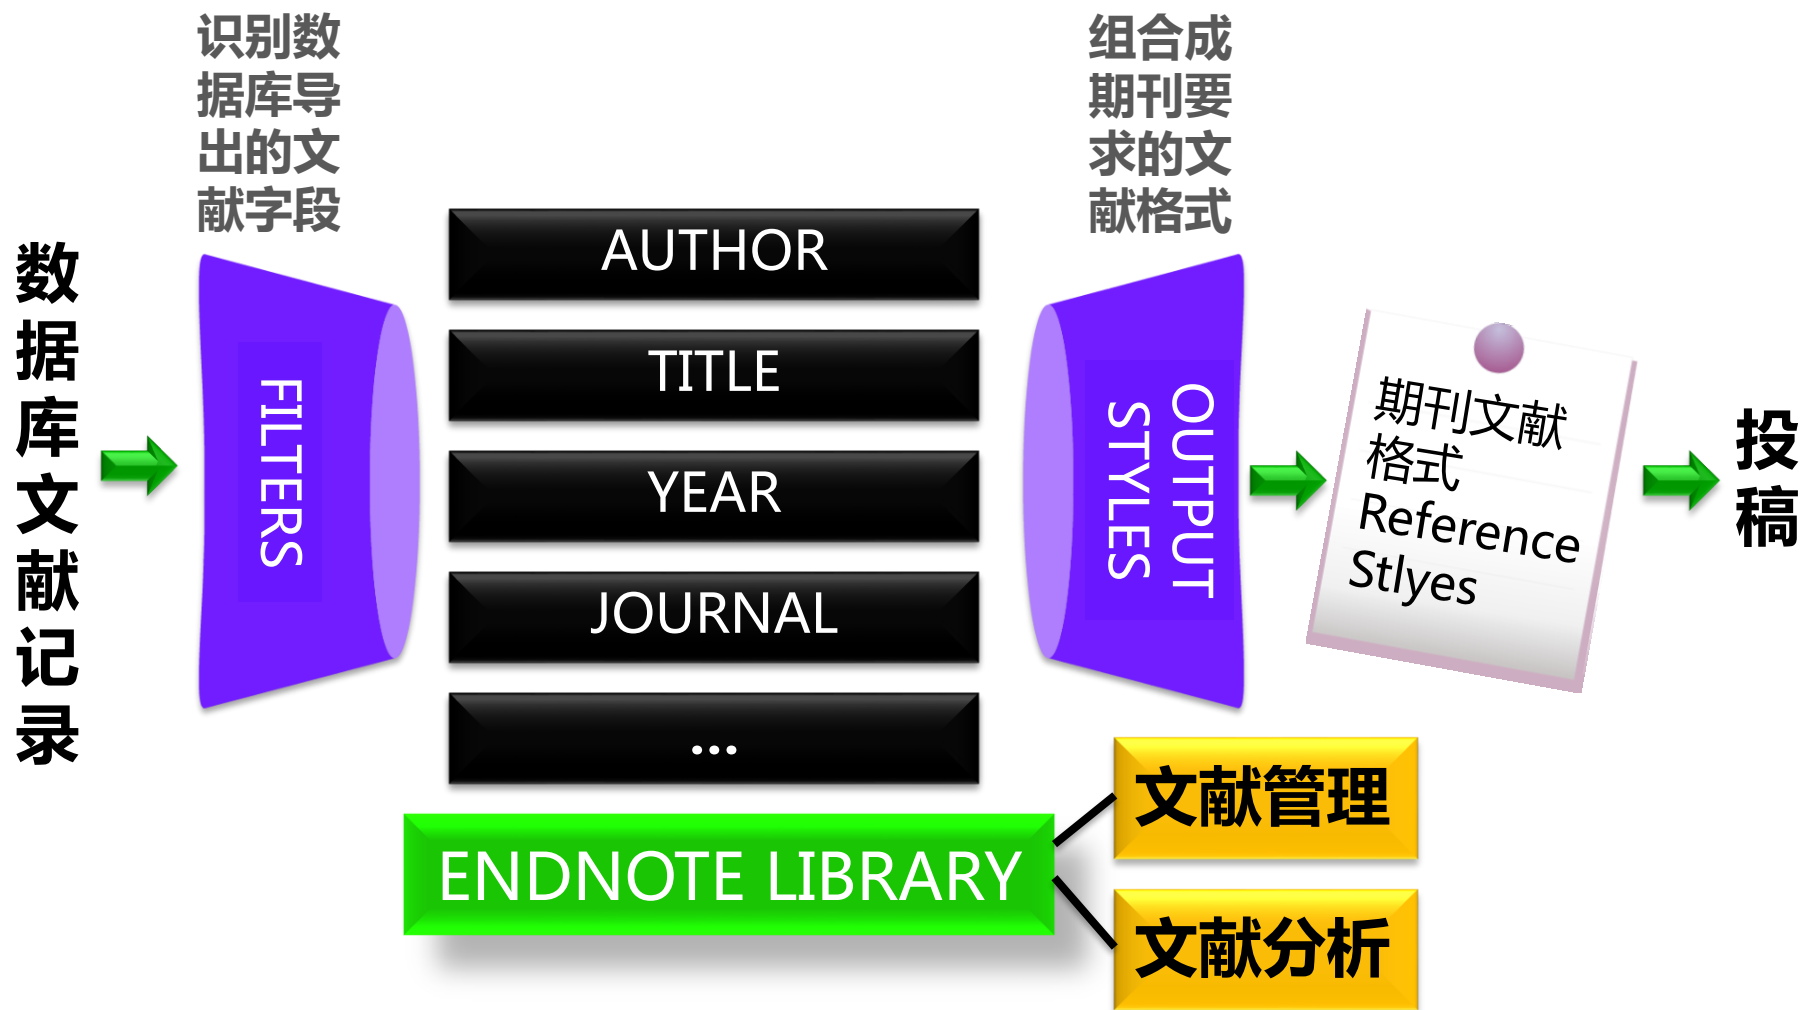 数据库文献记录
识别数
据库导
出的文
献字段
FILTERS
AUTHOR
TITLE
YEAR
JOURNAL
...
ENDNOTE LIBRARY
组合成
期刊要
求的文
献格式
OUTPUT
STYLES
期刊文献
格式
Reference
Stlyes
投稿
文献管理
文献分析